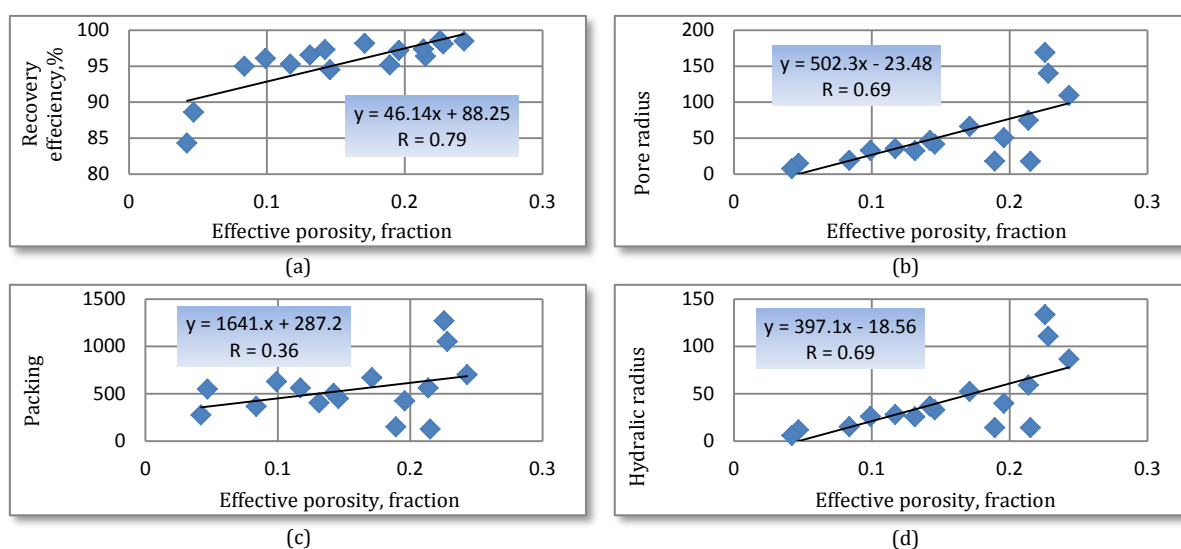 100
95
90
85
80
Recovery
effeciency,%
y = 46.14x + 88.25
R = 0.79
0
0.1
0.2
0.3
Effective porosity, fraction
(a)
200
150
100
50
0
Pore radius
y = 502.3x - 23.48
R = 0.69
0
0.1
0.2
0.3
Effective porosity, fraction
(b)
1500
1000
500
0
Packing
y = 1641.x + 287.2
R = 0.36
0
0.1
0.2
0.3
Effective porosity, fraction
(c)
150
100
50
0
Hydralic radius
y = 397.1x - 18.56
R = 0.69
0
0.1
0.2
0.3
Effective porosity, fraction
(d)